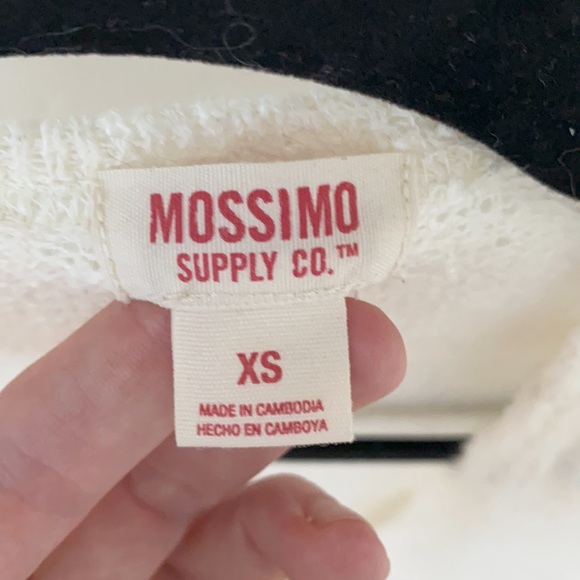 MOSSIMO
SUPPLY CO.™
XS
MADE IN CAMBODIA
HECHO EN CAMBOYA